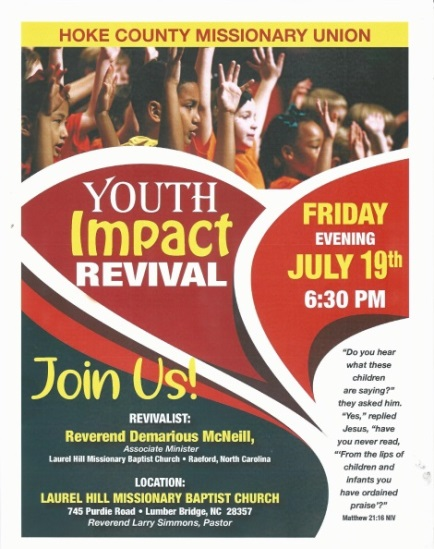 HOKE COUNTY MISSIONARY UNION
YOUTH
Impact
REVIVAL
FRIDAY
EVENING
JULY 19th
6:30 PM
Join Us!
REVIVALIST:
Reverend Demarious McNeill,
Associate Minister
Laurel Hill Missionary Baptist Church • Raeford, North Carolina
LOCATION:
LAUREL HILL MISSIONARY BAPTIST CHURCH
745 Purdie Road • Lumber Bridge, NC 28357
Reverend Larry Simmons, Pastor
"Do you hear
what these
children
are saying?"
they asked him.
"Yes," replied
Jesus, "have
you never read,
"'From the lips of
children and
infants you
have ordained
praise'?"
Matthew 21:16 NIV